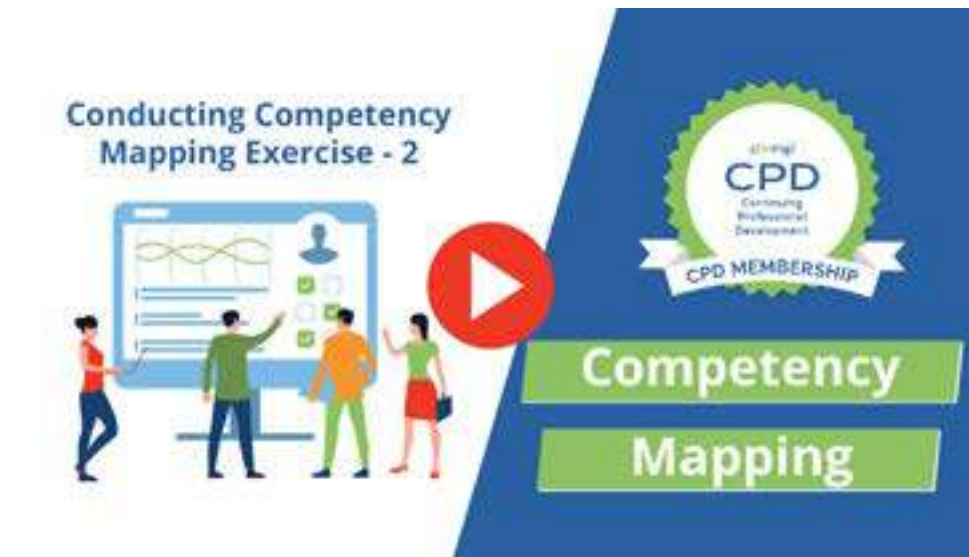 Conducting Competency
Mapping Exercise - 2
CPD
Continuing
Professional
Development
CPD MEMBERSHIP
Competency
Mapping